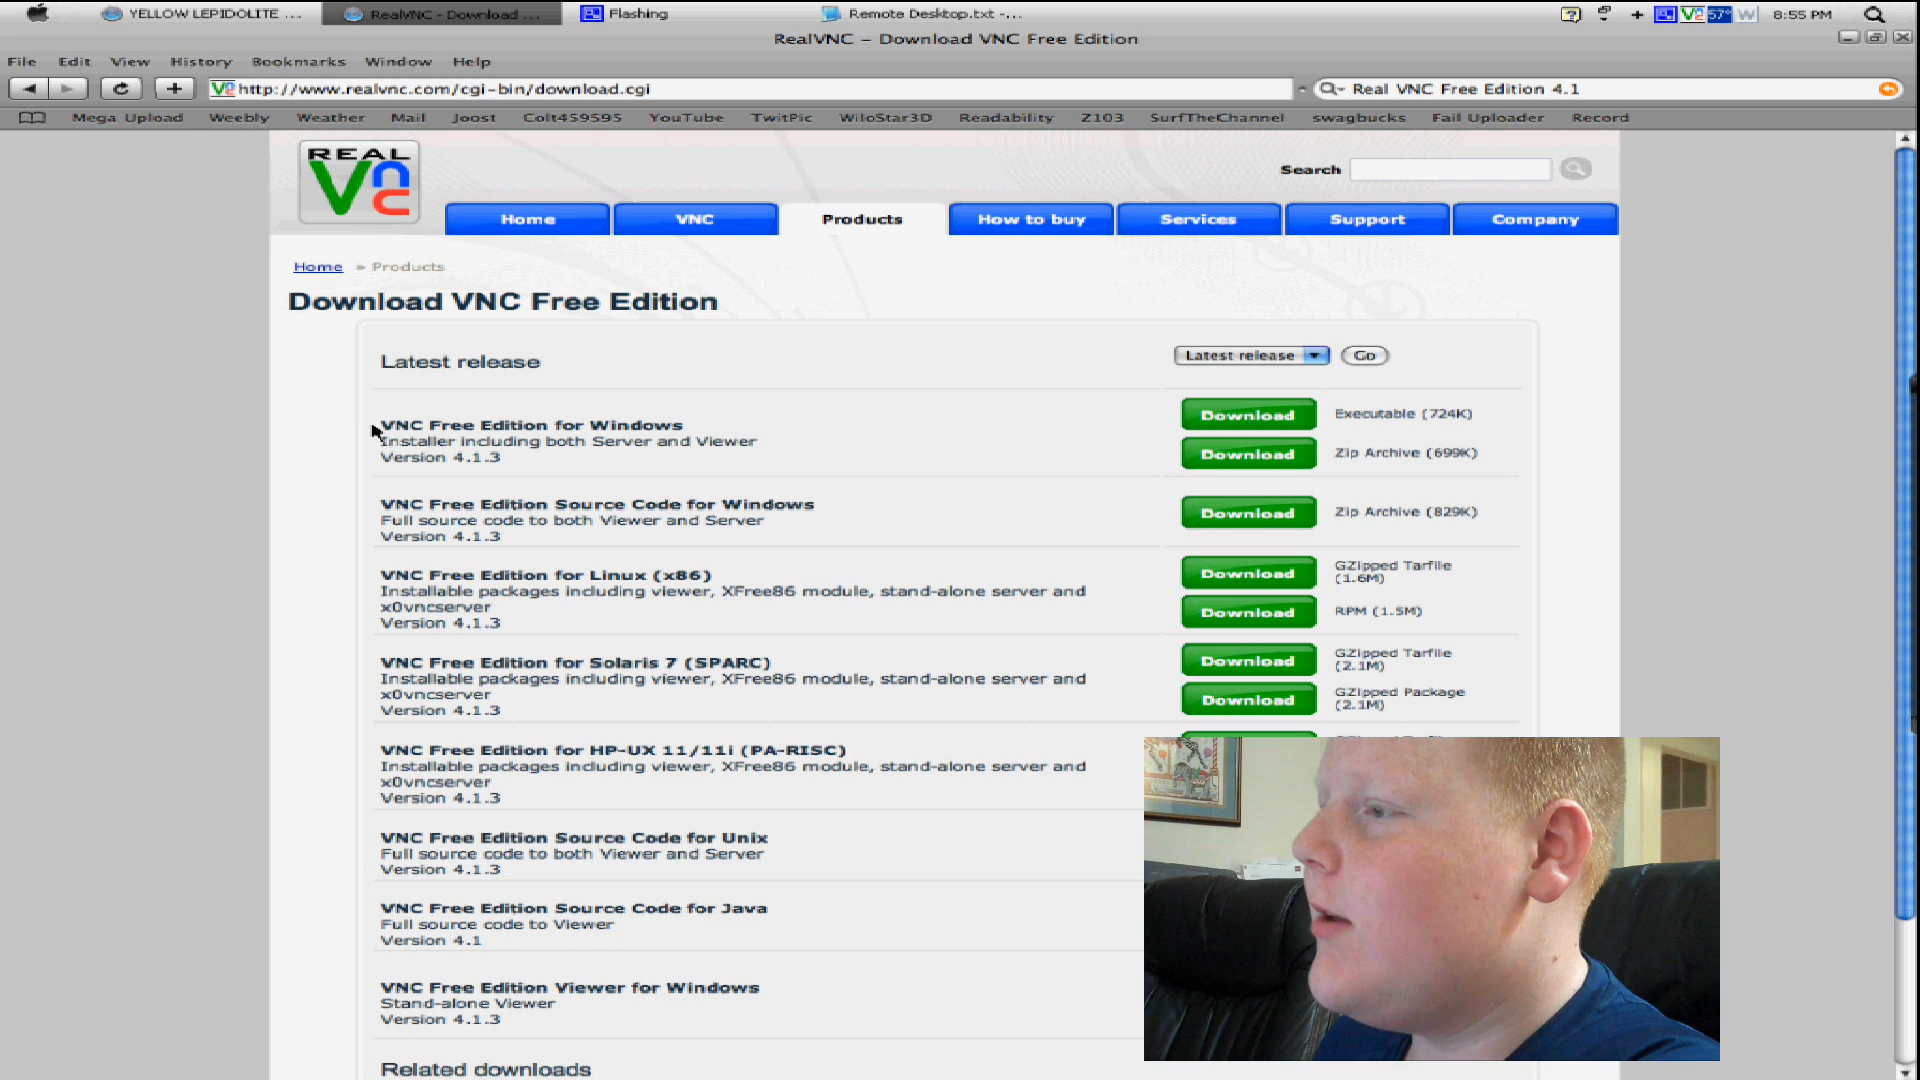 YELLOW LEPIDOLITE ...
RealVNC - Download ...
Flashing
Remote Desktop.txt -...
57°
8:55 PM
RealVNC – Download VNC Free Edition
File Edit View History Bookmarks Window Help
http://www.realvnc.com/cgi-bin/download.cgi
Real VNC Free Edition 4.1
Mega Upload Weebly Weather Mail Joost Colt459595 YouTube TwitPic WiloStar3D Readability Z103 SurfTheChannel swagbucks Fail Uploader Record
REAL
Vnc
Search
Home VNC Products How to buy Services Support Company
Home » Products
Download VNC Free Edition
Latest release
Latest release Go
VNC Free Edition for Windows
Installer including both Server and Viewer
Version 4.1.3
Download Executable (724K)
Download Zip Archive (699K)
VNC Free Edition Source Code for Windows
Full source code to both Viewer and Server
Version 4.1.3
Download Zip Archive (829K)
VNC Free Edition for Linux (x86)
Installable packages including viewer, XFree86 module, stand-alone server and
x0vncserver
Version 4.1.3
Download GZipped Tarfile
(1.6M)
Download RPM (1.5M)
VNC Free Edition for Solaris 7 (SPARC)
Installable packages including viewer, XFree86 module, stand-alone server and
x0vncserver
Version 4.1.3
Download GZipped Tarfile
(2.1M)
Download GZipped Package
(2.1M)
VNC Free Edition for HP-UX 11/11i (PA-RISC)
Installable packages including viewer, XFree86 module, stand-alone server and
x0vncserver
Version 4.1.3
VNC Free Edition Source Code for Unix
Full source code to both Viewer and Server
Version 4.1.3
VNC Free Edition Source Code for Java
Full source code to Viewer
Version 4.1
VNC Free Edition Viewer for Windows
Stand-alone Viewer
Version 4.1.3
Related downloads